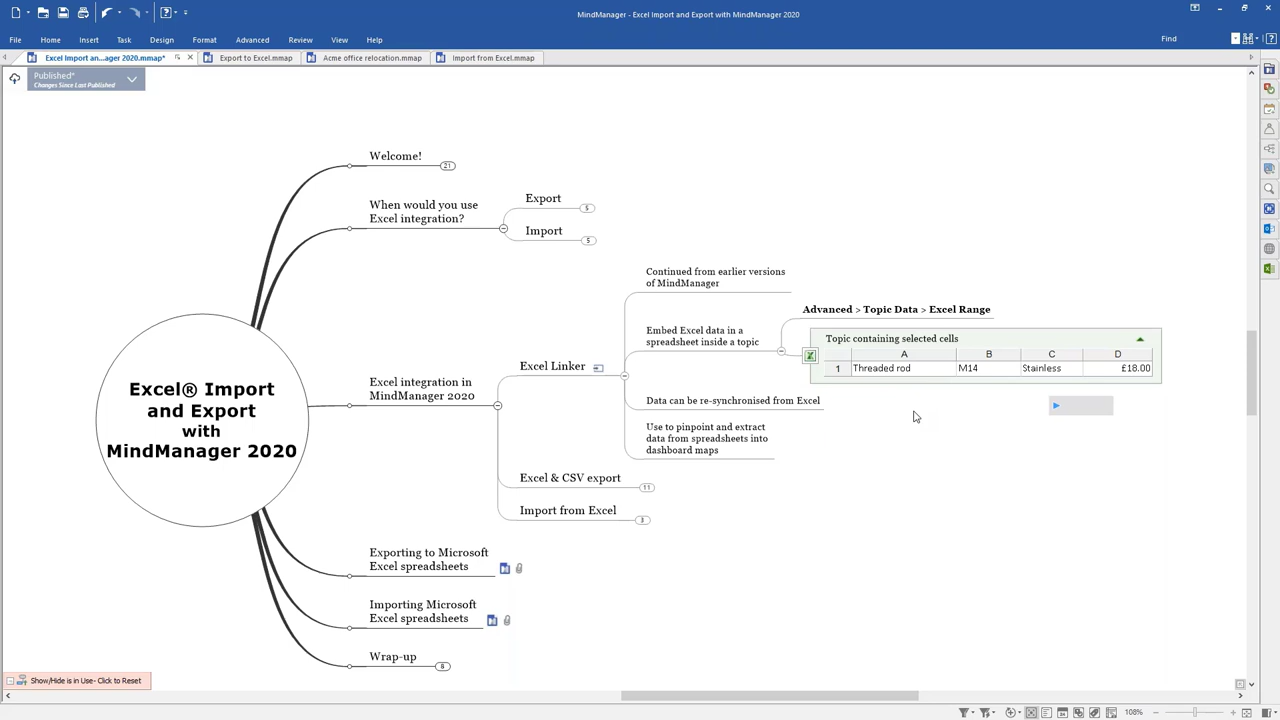 MindManager - Excel Import and Export with MindManager 2020
File Home Insert Task Design Format Advanced Review View Help
Find
Excel Import an...ager 2020.mmap*
Export to Excel.mmap
Acme office relocation.mmap
Import from Excel.mmap
Published*
Changes Since Last Published
Welcome!
21
When would you use
Excel integration?
Export
5
Import
5
Excel® Import
and Export
with
MindManager 2020
Excel integration in
MindManager 2020
Excel Linker
Continued from earlier versions
of MindManager
Embed Excel data in a
spreadsheet inside a topic
Advanced > Topic Data > Excel Range
Topic containing selected cells
A B C D
1 Threaded rod M14 Stainless £18.00
Data can be re-synchronised from Excel
Use to pinpoint and extract
data from spreadsheets into
dashboard maps
Excel & CSV export
11
Import from Excel
Exporting to Microsoft
Excel spreadsheets
Importing Microsoft
Excel spreadsheets
Wrap-up
8
Show/Hide is in Use- Click to Reset
108%